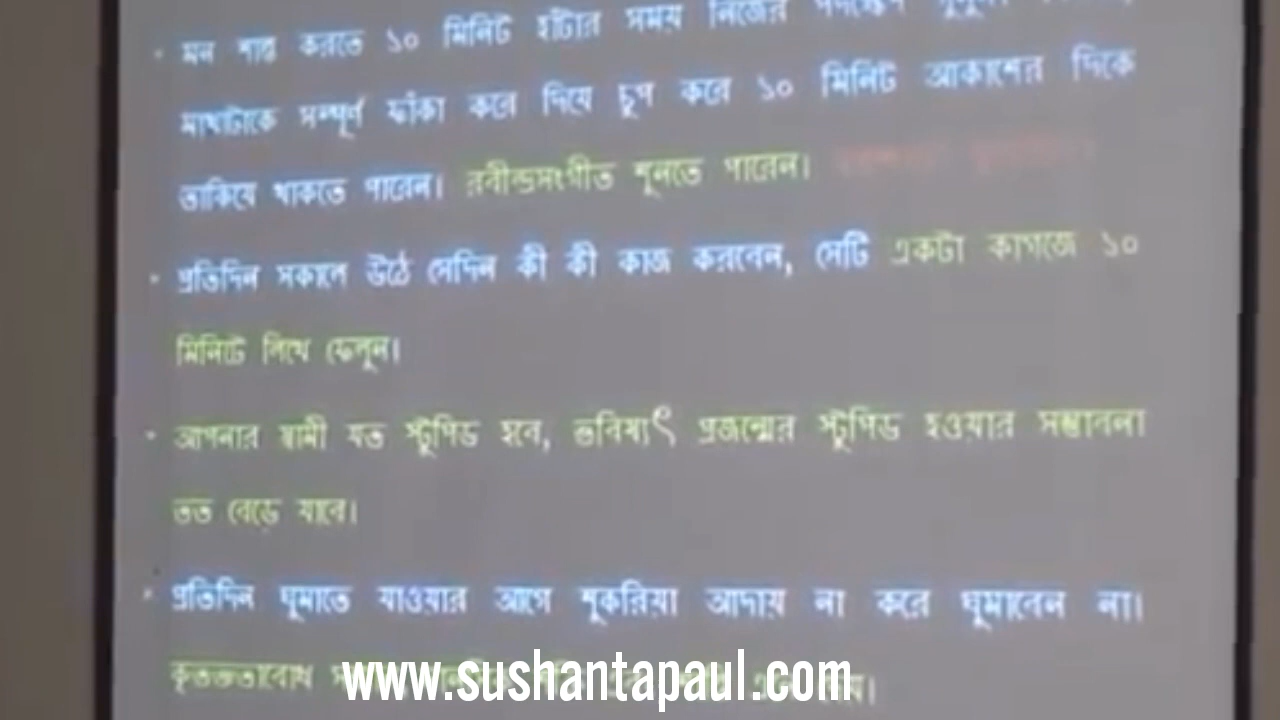 মন শান্ত করতে ১০ মিনিট হাঁটার সময় নিজের
মাথাটাকে সম্পূর্ণ ফাঁকা করে দিয়ে চুপ করে ১০ মিনিট আকাশের দিকে
তাকিয়ে থাকতে পারেন। রবীন্দ্রসংগীত শুনতে পারেন।
প্রতিদিন সকালে উঠে সেদিন কী কী কাজ করবেন, সেটি একটা কাগজে ১০
মিনিটে লিখে ফেলুন।
আপনার স্বামী যত স্টুপিড হবে, ভবিষ্যৎ প্রজন্মের স্টুপিড হওয়ার সম্ভাবনা
তত বেড়ে যাবে।
প্রতিদিন ঘুমাতে যাওয়ার আগে শুকরিয়া আদায় না করে ঘুমাবেন না।
কৃতজ্ঞতাবোধ
www.sushantapaul.com